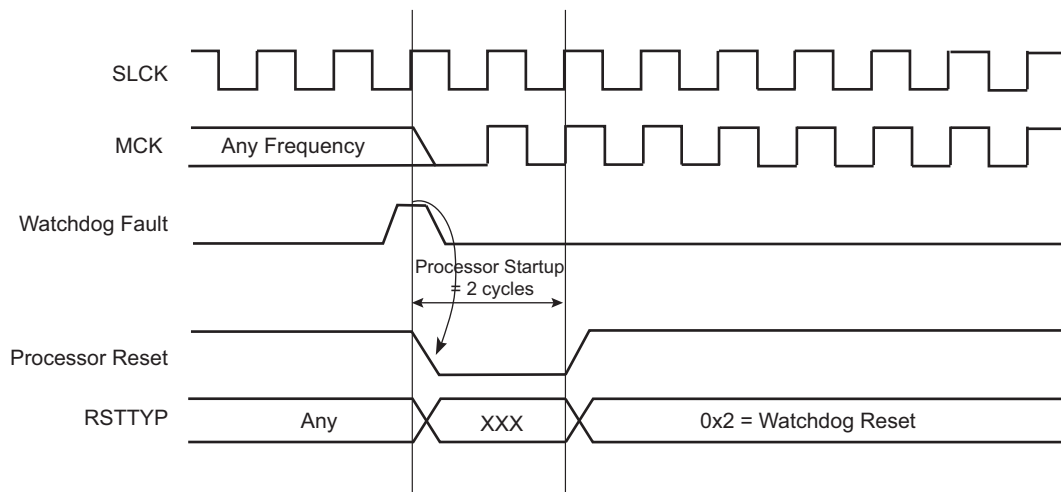 SLCK
MCK
Any Frequency
Watchdog Fault
Processor Startup
= 2 cycles
Processor Reset
RSTTYP
Any
XXX
0x2 = Watchdog Reset